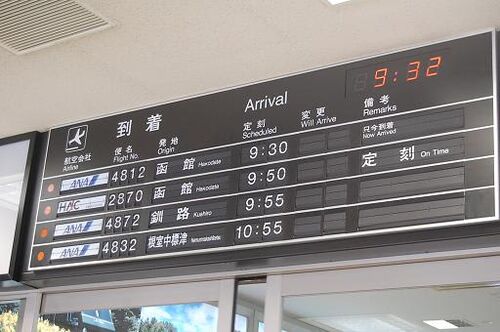 9:32
到着 Arrival
航空会社 便名 発地 定刻 変更 備考
Airline Flight No. Origin Scheduled Will Arrive Remarks
ANA 4812 函館 Hakodate 9:30 只今到着 Now Arrived
HAC 2870 函館 Hakodate 9:50 定刻 On Time
ANA 4872 釧路 Kushiro 9:55
ANA 4832 根室中標津 Nemuronakashibetsu 10:55